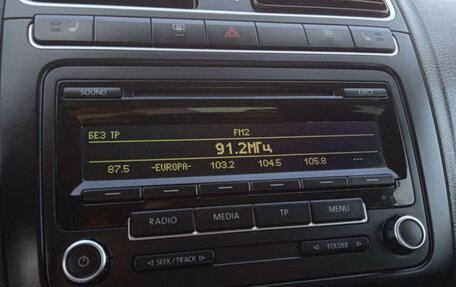 SOUND
EJECT
БЕЗ TP
FM2
91.2МГц
87.5 -EUROPA- 103.2 104.5 105.8 ---
RADIO MEDIA TP MENU
◁ SEEK / TRACK ▷
◁ FOLDER ▷